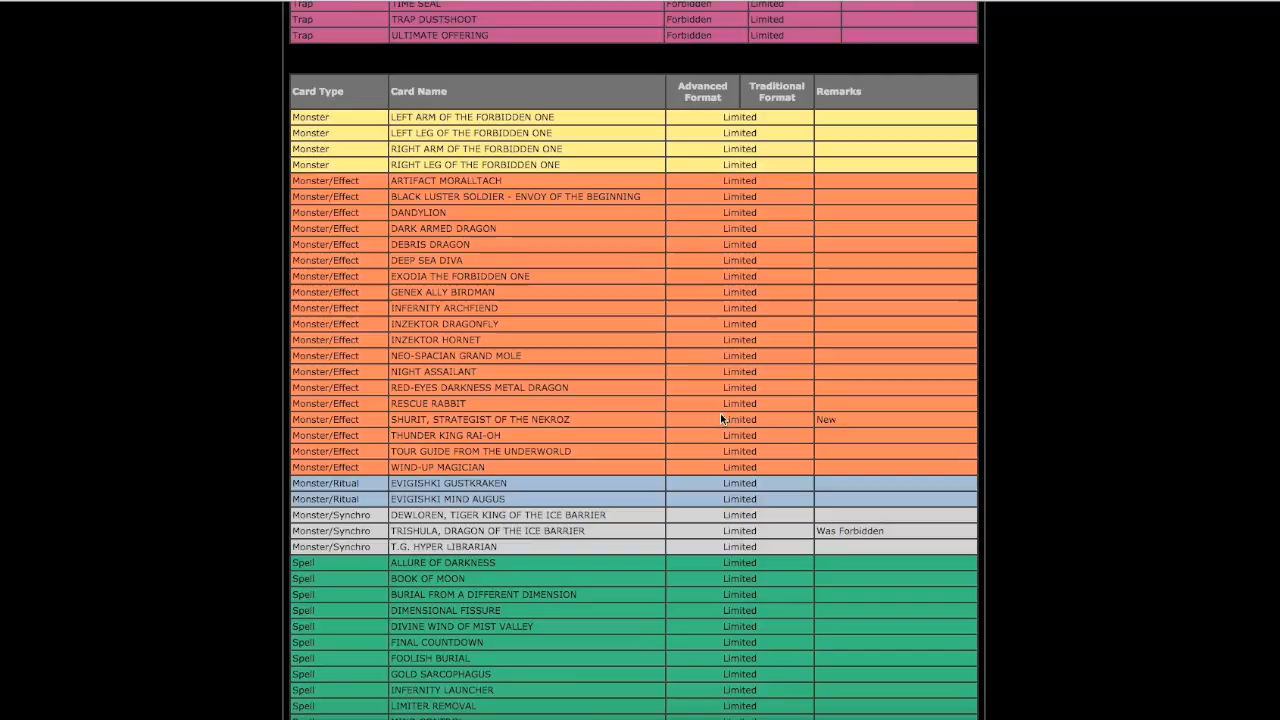 Trap TIME SEAL Forbidden Limited
Trap TRAP DUSTSHOOT Forbidden Limited
Trap ULTIMATE OFFERING Forbidden Limited
Card Type Card Name Advanced Format Traditional Format Remarks
Monster LEFT ARM OF THE FORBIDDEN ONE Limited
Monster LEFT LEG OF THE FORBIDDEN ONE Limited
Monster RIGHT ARM OF THE FORBIDDEN ONE Limited
Monster RIGHT LEG OF THE FORBIDDEN ONE Limited
Monster/Effect ARTIFACT MORALLTACH Limited
Monster/Effect BLACK LUSTER SOLDIER - ENVOY OF THE BEGINNING Limited
Monster/Effect DANDYLION Limited
Monster/Effect DARK ARMED DRAGON Limited
Monster/Effect DEBRIS DRAGON Limited
Monster/Effect DEEP SEA DIVA Limited
Monster/Effect EXODIA THE FORBIDDEN ONE Limited
Monster/Effect GENEX ALLY BIRDMAN Limited
Monster/Effect INFERNITY ARCHFIEND Limited
Monster/Effect INZEKTOR DRAGONFLY Limited
Monster/Effect INZEKTOR HORNET Limited
Monster/Effect NEO-SPACIAN GRAND MOLE Limited
Monster/Effect NIGHT ASSAILANT Limited
Monster/Effect RED-EYES DARKNESS METAL DRAGON Limited
Monster/Effect RESCUE RABBIT Limited
Monster/Effect SHURIT, STRATEGIST OF THE NEKROZ Limited New
Monster/Effect THUNDER KING RAI-OH Limited
Monster/Effect TOUR GUIDE FROM THE UNDERWORLD Limited
Monster/Effect WIND-UP MAGICIAN Limited
Monster/Ritual EVIGISHKI GUSTKRAKEN Limited
Monster/Ritual EVIGISHKI MIND AUGUS Limited
Monster/Synchro DEWLOREN, TIGER KING OF THE ICE BARRIER Limited
Monster/Synchro TRISHULA, DRAGON OF THE ICE BARRIER Limited Was Forbidden
Monster/Synchro T.G. HYPER LIBRARIAN Limited
Spell ALLURE OF DARKNESS Limited
Spell BOOK OF MOON Limited
Spell BURIAL FROM A DIFFERENT DIMENSION Limited
Spell DIMENSIONAL FISSURE Limited
Spell DIVINE WIND OF MIST VALLEY Limited
Spell FINAL COUNTDOWN Limited
Spell FOOLISH BURIAL Limited
Spell GOLD SARCOPHAGUS Limited
Spell INFERNITY LAUNCHER Limited
Spell LIMITER REMOVAL Limited